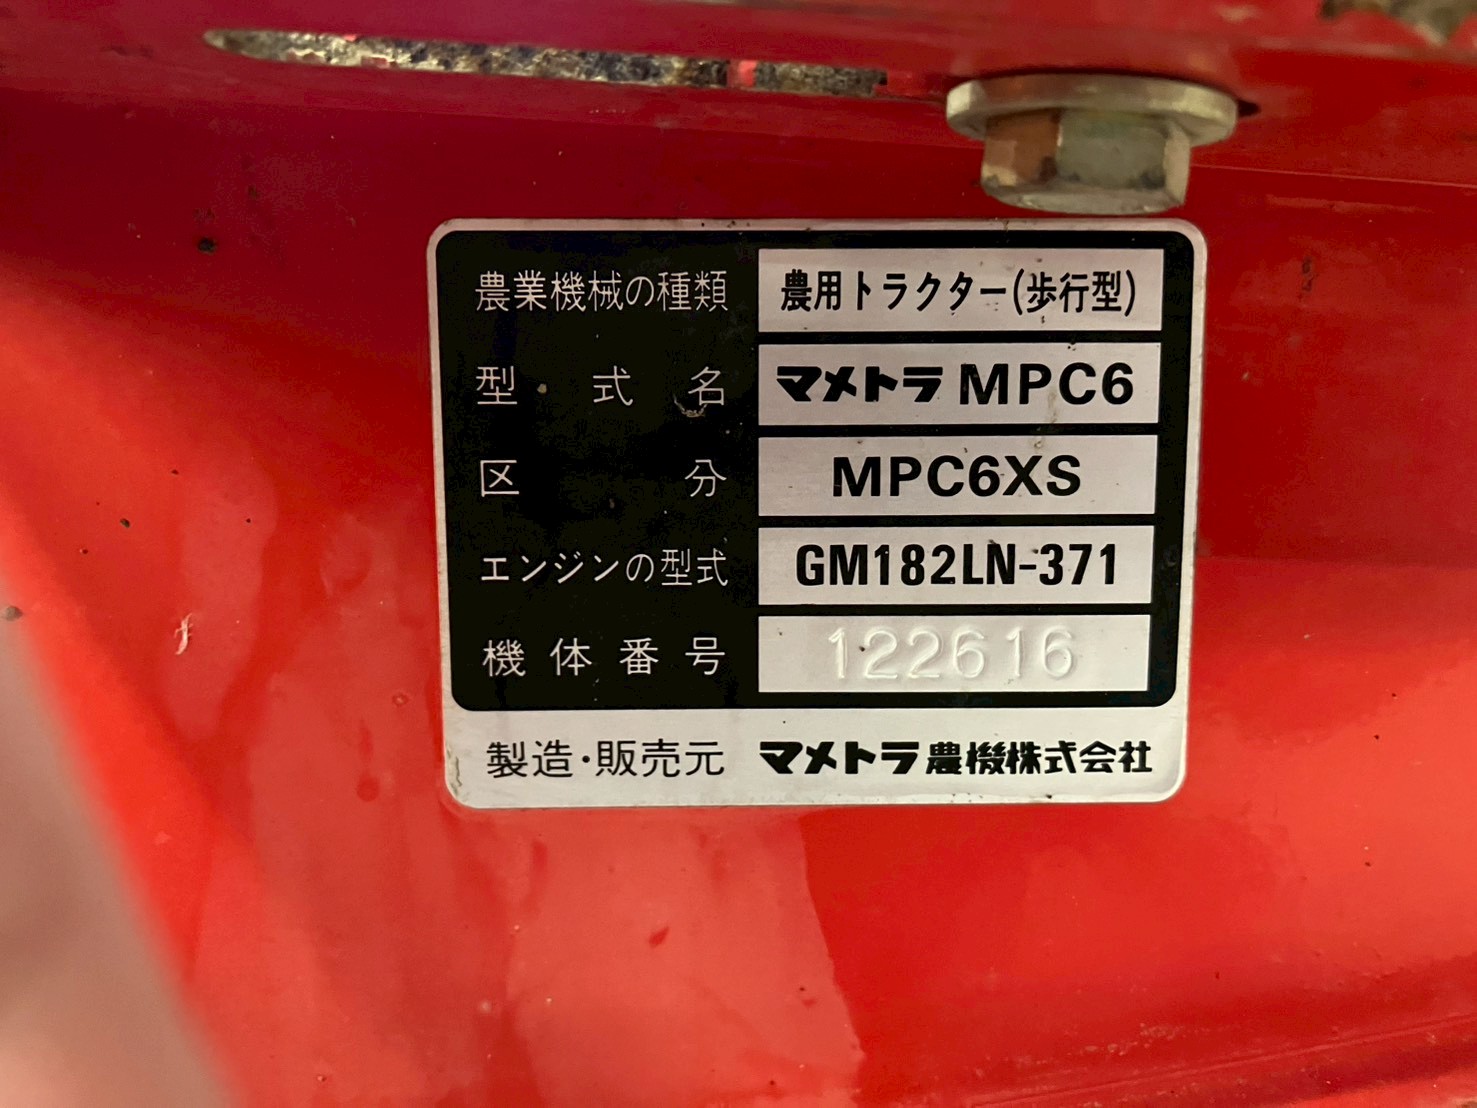 農業機械の種類 農用トラクター(歩行型)
型式名 マメトラ MPC6
区分 MPC6XS
エンジンの型式 GM182LN-371
機体番号 122616
製造・販売元 マメトラ農機株式会社